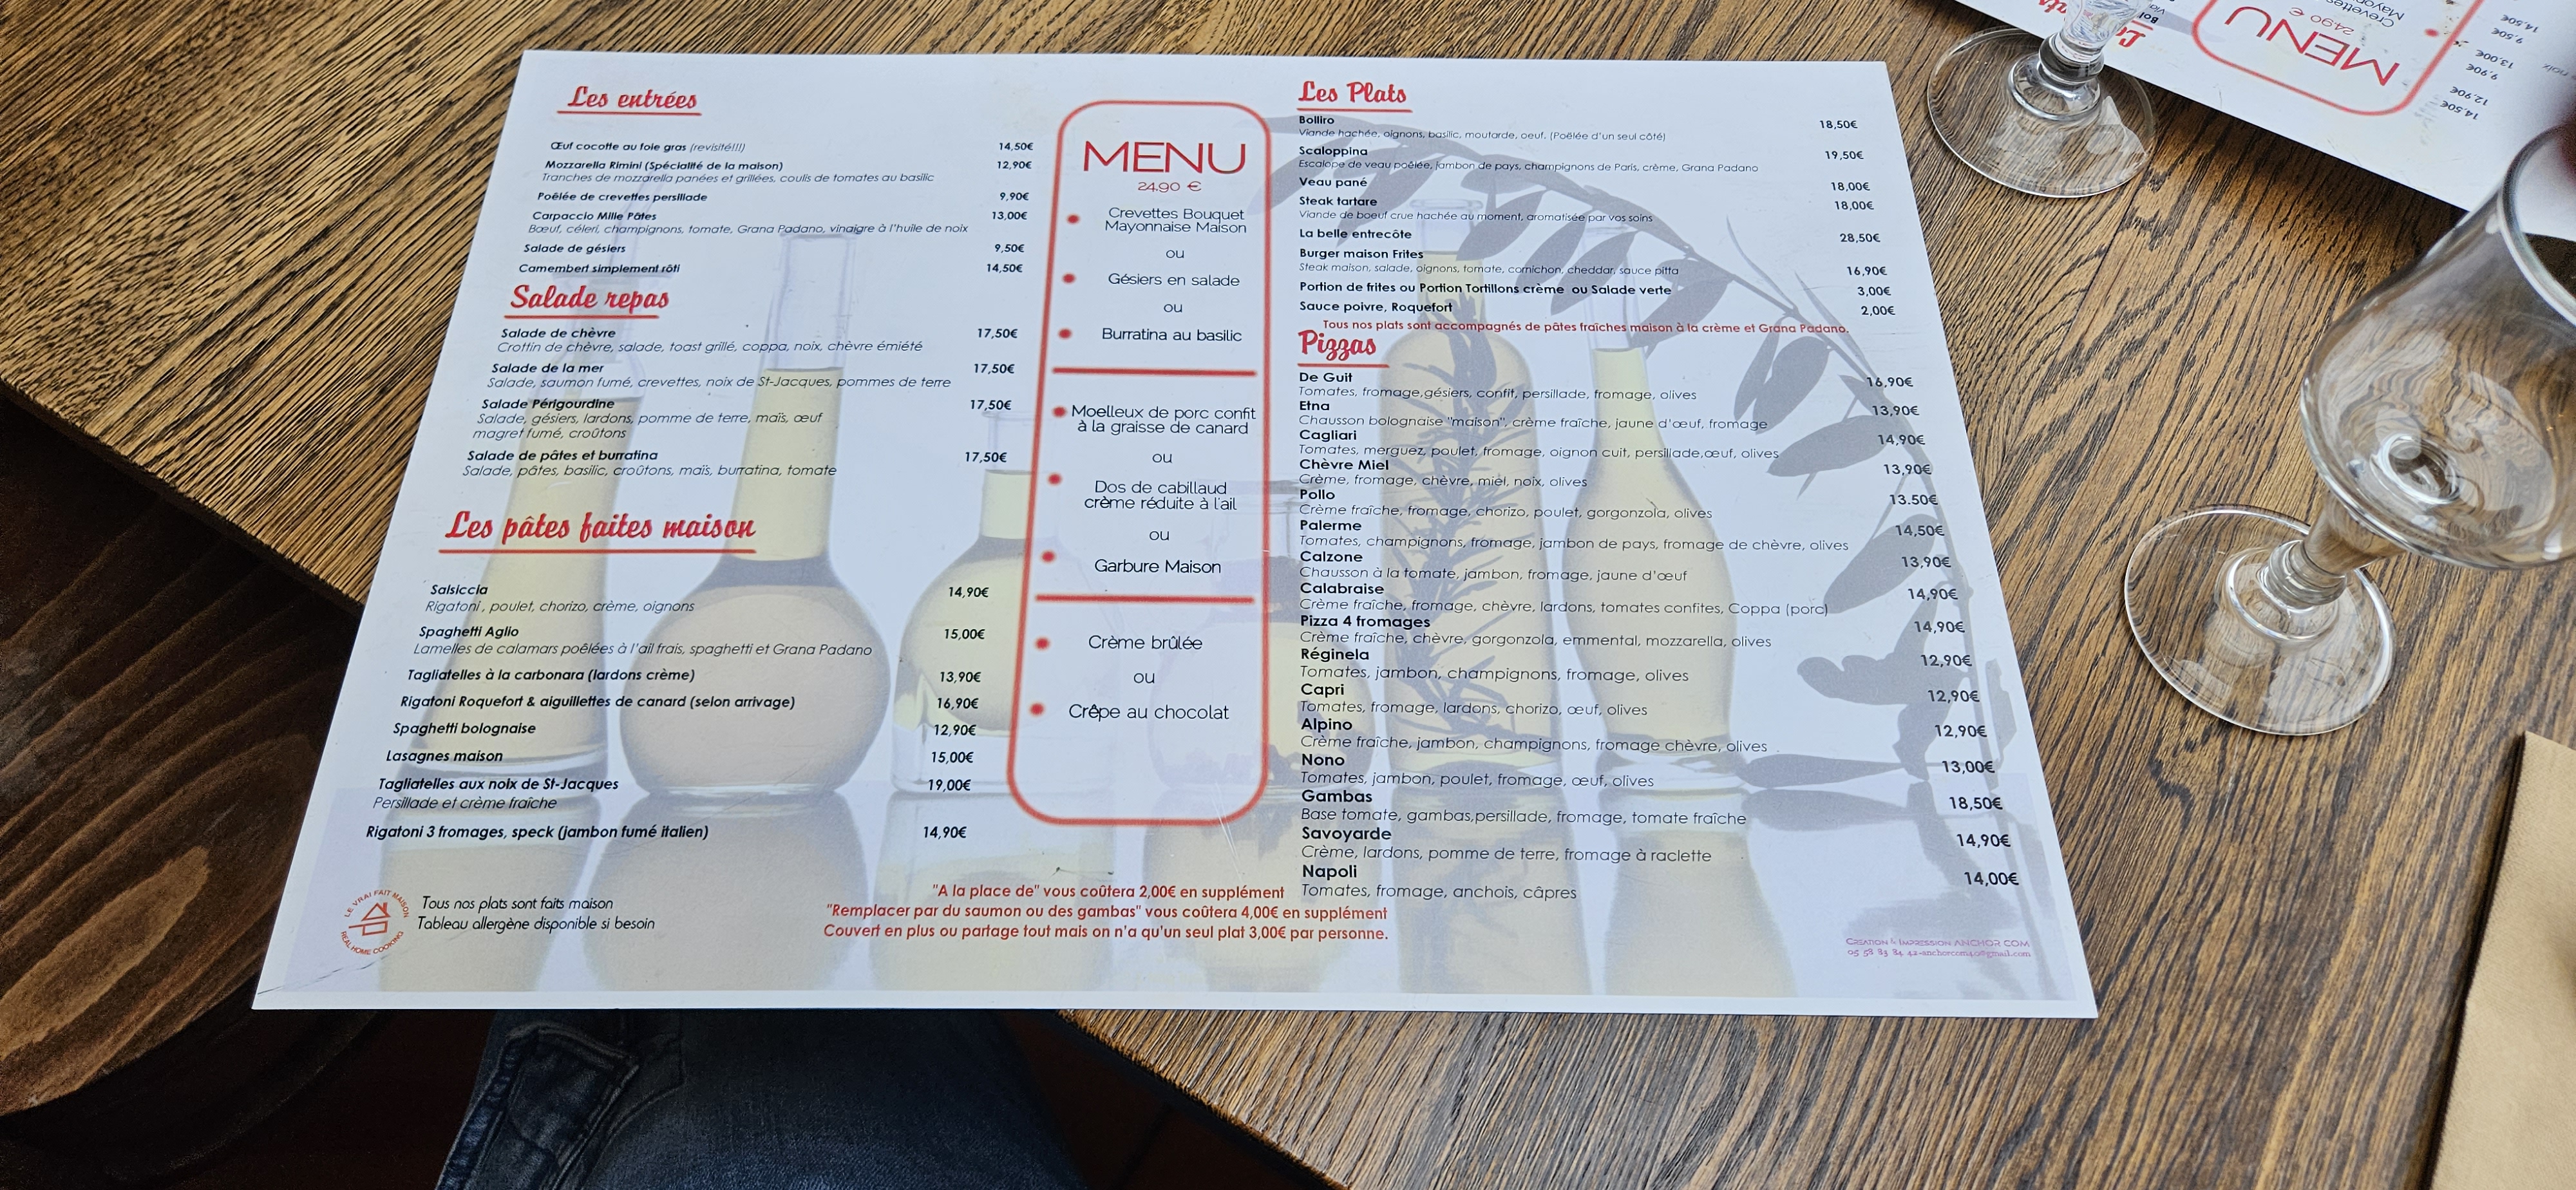 Les entrées
Œuf cocotte au foie gras (revisité!!!) 14,50€
Mozzarella Rimini (Spécialité de la maison) 12,90€
Tranches de mozzarella panées et grillées, coulis de tomates au basilic
Poêlée de crevettes persillade 9,90€
Carpaccio Mille Pâtes 13,00€
Bœuf, céleri, champignons, tomate, Grana Padano, vinaigre à l'huile de noix
Salade de gésiers 9,50€
Camembert simplement rôti 14,50€
Salade repas
Salade de chèvre 17,50€
Crottin de chèvre, salade, toast grillé, coppa, noix, chèvre émiété
Salade de la mer 17,50€
Salade, saumon fumé, crevettes, noix de St-Jacques, pommes de terre
Salade Périgourdine 17,50€
Salade, gésiers, lardons, pomme de terre, maïs, œuf
magret fumé, croûtons
Salade de pâtes et burratina 17,50€
Salade, pâtes, basilic, croûtons, maïs, burratina, tomate
Les pâtes faites maison
Salsiccia 14,90€
Rigatoni , poulet, chorizo, crème, oignons
Spaghetti Aglio 15,00€
Lamelles de calamars poêlées à l'ail frais, spaghetti et Grana Padano
Tagliatelles à la carbonara (lardons crème) 13,90€
Rigatoni Roquefort & aiguillettes de canard (selon arrivage) 16,90€
Spaghetti bolognaise 12,90€
Lasagnes maison 15,00€
Tagliatelles aux noix de St-Jacques 19,00€
Persillade et crème fraîche
Rigatoni 3 fromages, speck (jambon fumé italien) 14,90€
LE VRAI FAIT MAISON
REAL HOME COOKING
Tous nos plats sont faits maison
Tableau allergène disponible si besoin
MENU
24,90 €
Crevettes Bouquet
Mayonnaise Maison
ou
Gésiers en salade
ou
Burratina au basilic
Moelleux de porc confit
à la graisse de canard
ou
Dos de cabillaud
crème réduite à l'ail
ou
Garbure Maison
Crème brûlée
ou
Crêpe au chocolat
"A la place de" vous coûtera 2,00€ en supplément
"Remplacer par du saumon ou des gambas" vous coûtera 4,00€ en supplément
Couvert en plus ou partage tout mais on n'a qu'un seul plat 3,00€ par personne.
Les Plats
Bolliro 18,50€
Viande hachée, oignons, basilic, moutarde, oeuf. (Poêlée d'un seul côté)
Scaloppina 19,50€
Escalope de veau poêlée, jambon de pays, champignons de Paris, crème, Grana Padano
Veau pané 18,00€
Steak tartare 18,00€
Viande de boeuf crue hachée au moment, aromatisée par vos soins
La belle entrecôte 28,50€
Burger maison Frites 16,90€
Steak maison, salade, oignons, tomate, cornichon, cheddar, sauce pitta
Portion de frites ou Portion Tortillons crème ou Salade verte 3,00€
Sauce poivre, Roquefort 2,00€
Tous nos plats sont accompagnés de pâtes fraîches maison à la crème et Grana Padano.
Pizzas
De Guit 16,90€
Tomates, fromage,gésiers, confit, persillade, fromage, olives
Etna 13,90€
Chausson bolognaise "maison", crème fraîche, jaune d'œuf, fromage
Cagliari 14,90€
Tomates, merguez, poulet, fromage, oignon cuit, persillade,œuf, olives
Chèvre Miel 13,90€
Crème, fromage, chèvre, miel, noix, olives
Pollo 13.50€
Crème fraîche, fromage, chorizo, poulet, gorgonzola, olives
Palerme 14,50€
Tomates, champignons, fromage, jambon de pays, fromage de chèvre, olives
Calzone 13,90€
Chausson à la tomate, jambon, fromage, jaune d'œuf
Calabraise 14,90€
Crème fraîche, fromage, chèvre, lardons, tomates confites, Coppa (porc)
Pizza 4 fromages 14,90€
Crème fraîche, chèvre, gorgonzola, emmental, mozzarella, olives
Réginela 12,90€
Tomates, jambon, champignons, fromage, olives
Capri 12,90€
Tomates, fromage, lardons, chorizo, œuf, olives
Alpino 12,90€
Crème fraîche, jambon, champignons, fromage chèvre, olives
Nono 13,00€
Tomates, jambon, poulet, fromage, œuf, olives
Gambas 18,50€
Base tomate, gambas,persillade, fromage, tomate fraîche
Savoyarde 14,90€
Crème, lardons, pomme de terre, fromage à raclette
Napoli 14,00€
Tomates, fromage, anchois, câpres
CREATION & IMPRESSION ANCHOR COM
MENU
24,90 €
Crevettes
14,50€
9,50€
13,00€
9,90€
12,90€
14,50€